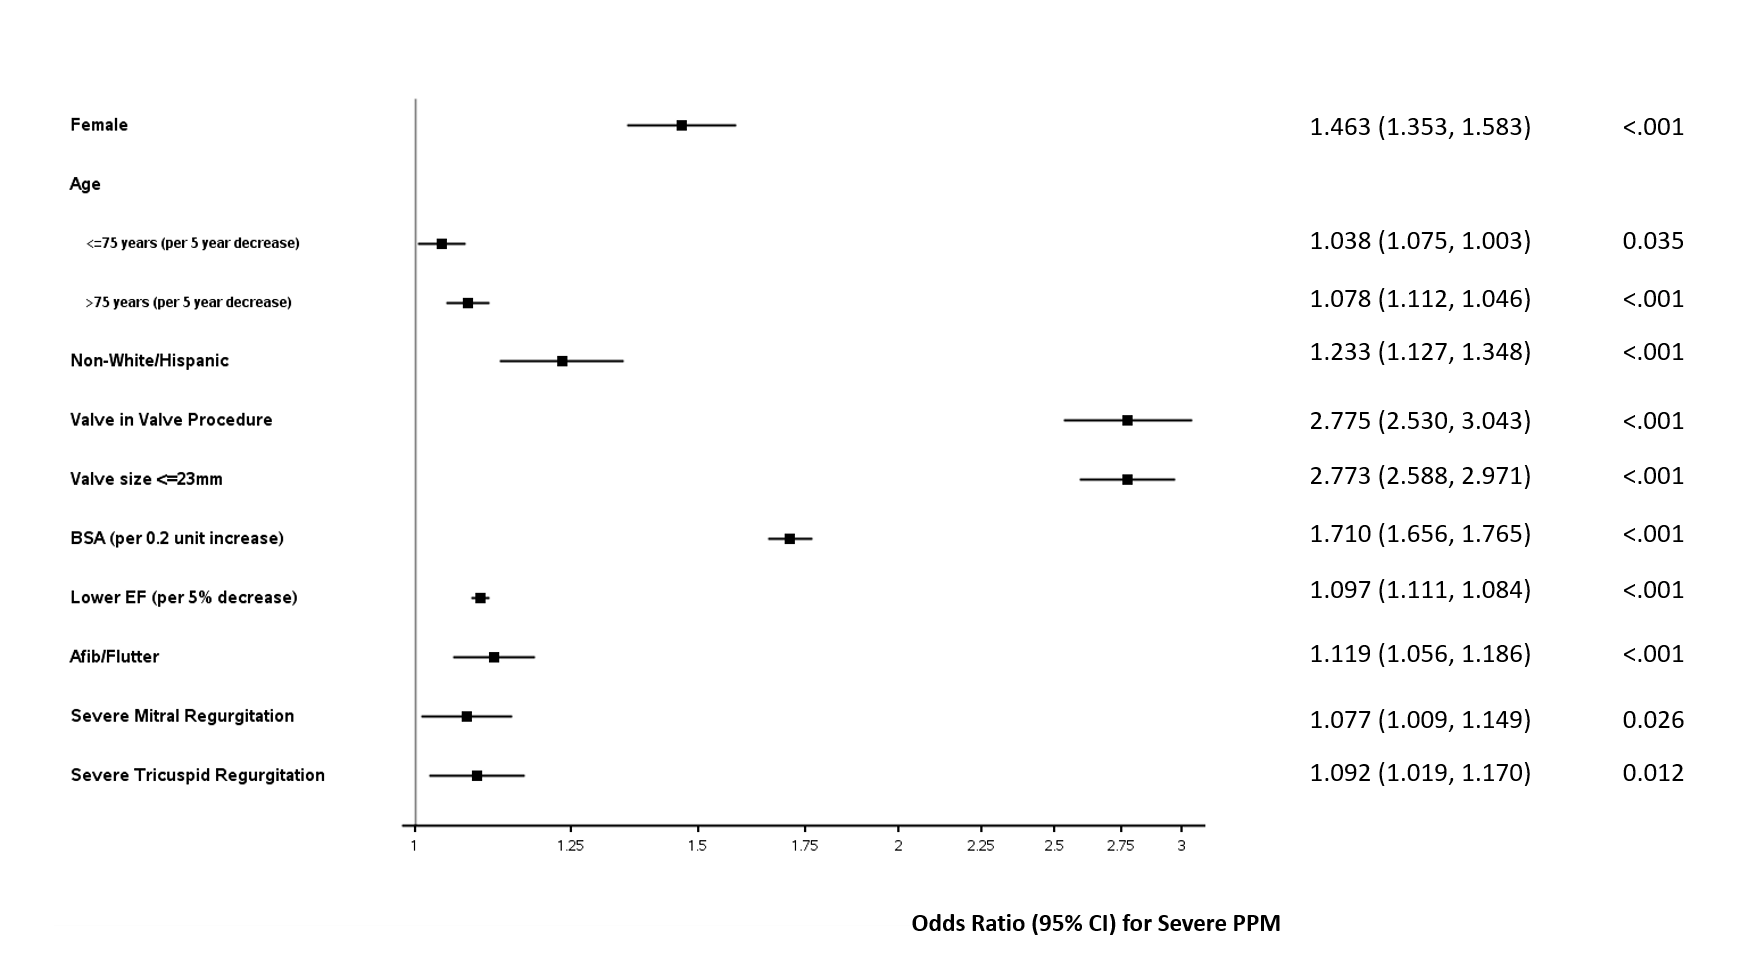 Female 1.463 (1.353, 1.583) <.001
Age
<=75 years (per 5 year decrease) 1.038 (1.075, 1.003) 0.035
>75 years (per 5 year decrease) 1.078 (1.112, 1.046) <.001
Non-White/Hispanic 1.233 (1.127, 1.348) <.001
Valve in Valve Procedure 2.775 (2.530, 3.043) <.001
Valve size <=23mm 2.773 (2.588, 2.971) <.001
BSA (per 0.2 unit increase) 1.710 (1.656, 1.765) <.001
Lower EF (per 5% decrease) 1.097 (1.111, 1.084) <.001
Afib/Flutter 1.119 (1.056, 1.186) <.001
Severe Mitral Regurgitation 1.077 (1.009, 1.149) 0.026
Severe Tricuspid Regurgitation 1.092 (1.019, 1.170) 0.012
1 1.25 1.5 1.75 2 2.25 2.5 2.75 3
Odds Ratio (95% CI) for Severe PPM